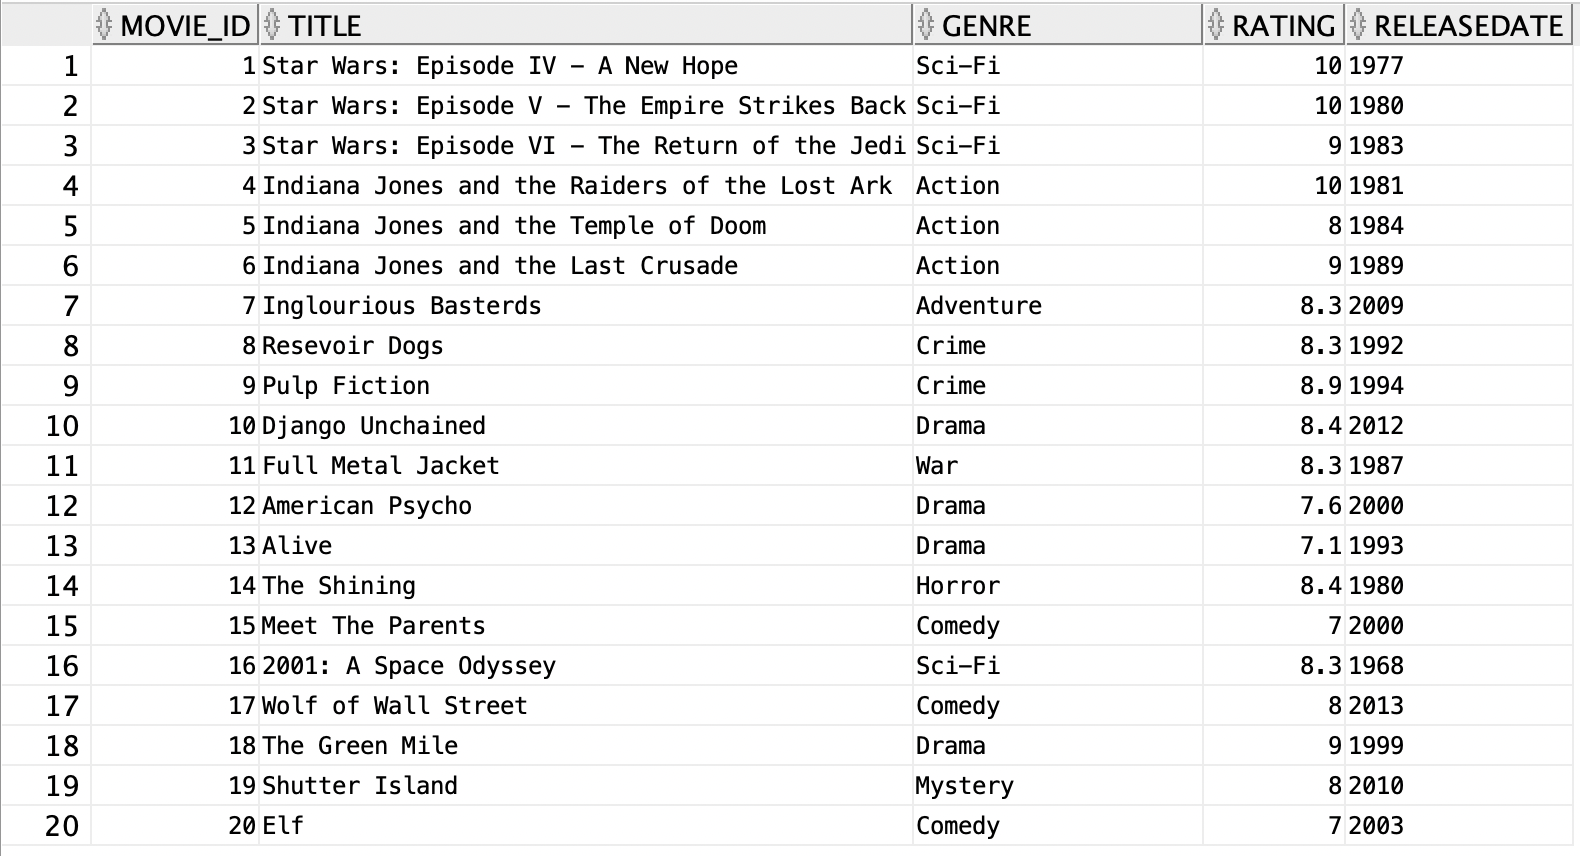 MOVIE_ID TITLE GENRE RATING RELEASEDATE
1 1 Star Wars: Episode IV – A New Hope Sci–Fi 10 1977
2 2 Star Wars: Episode V – The Empire Strikes Back Sci–Fi 10 1980
3 3 Star Wars: Episode VI – The Return of the Jedi Sci–Fi 9 1983
4 4 Indiana Jones and the Raiders of the Lost Ark Action 10 1981
5 5 Indiana Jones and the Temple of Doom Action 8 1984
6 6 Indiana Jones and the Last Crusade Action 9 1989
7 7 Inglourious Basterds Adventure 8.3 2009
8 8 Resevoir Dogs Crime 8.3 1992
9 9 Pulp Fiction Crime 8.9 1994
10 10 Django Unchained Drama 8.4 2012
11 11 Full Metal Jacket War 8.3 1987
12 12 American Psycho Drama 7.6 2000
13 13 Alive Drama 7.1 1993
14 14 The Shining Horror 8.4 1980
15 15 Meet The Parents Comedy 7 2000
16 16 2001: A Space Odyssey Sci–Fi 8.3 1968
17 17 Wolf of Wall Street Comedy 8 2013
18 18 The Green Mile Drama 9 1999
19 19 Shutter Island Mystery 8 2010
20 20 Elf Comedy 7 2003